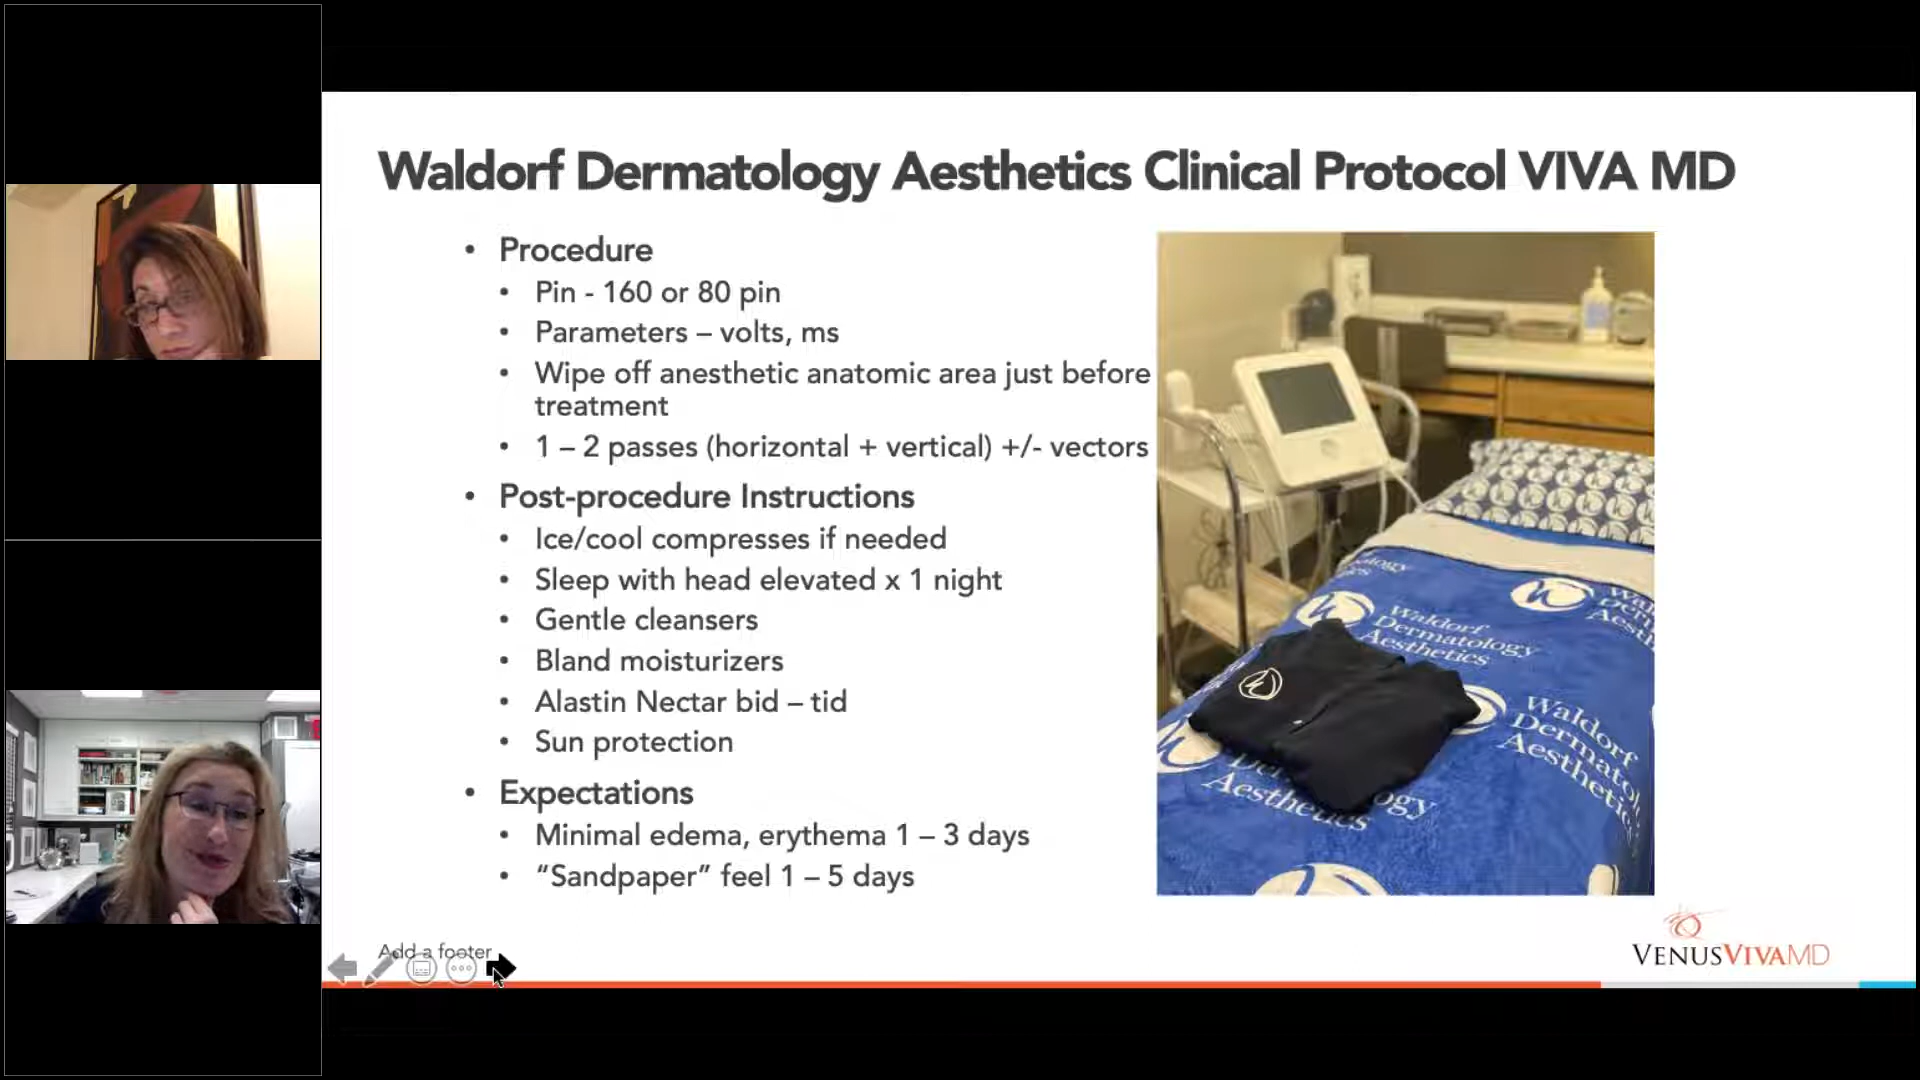 Waldorf Dermatology Aesthetics Clinical Protocol VIVA MD
• Procedure
• Pin - 160 or 80 pin
• Parameters – volts, ms
• Wipe off anesthetic anatomic area just before
treatment
• 1 – 2 passes (horizontal + vertical) +/- vectors
• Post-procedure Instructions
• Ice/cool compresses if needed
• Sleep with head elevated x 1 night
• Gentle cleansers
• Bland moisturizers
• Alastin Nectar bid – tid
• Sun protection
• Expectations
• Minimal edema, erythema 1 – 3 days
• “Sandpaper” feel 1 – 5 days
Waldorf
Dermatology
Aesthetics
Waldorf
Aesthetics
Add a footer
VENUSVIVAMD